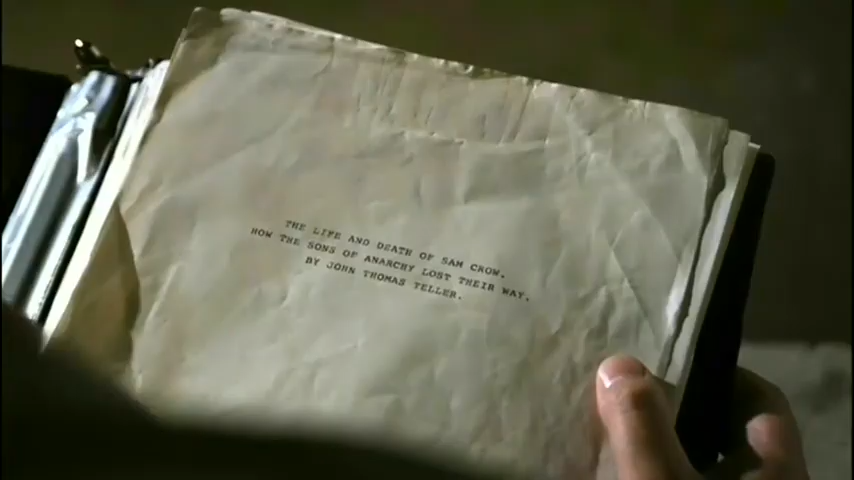 THE LIFE AND DEATH OF SAM CROW.
HOW THE SONS OF ANARCHY LOST THEIR WAY.
BY JOHN THOMAS TELLER.